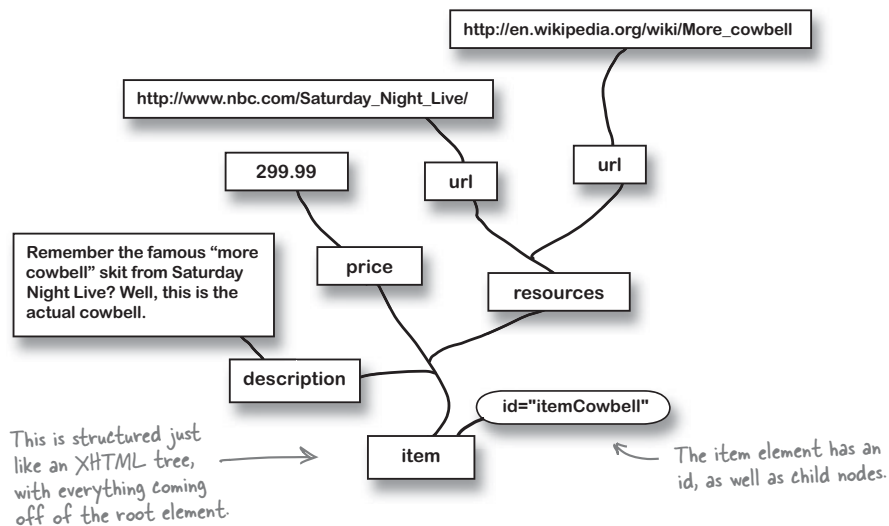 http://en.wikipedia.org/wiki/More_cowbell
http://www.nbc.com/Saturday_Night_Live/
299.99
url
url
Remember the famous “more
cowbell” skit from Saturday
Night Live? Well, this is the
actual cowbell.
price
resources
description
id="itemCowbell"
This is structured just
like an XHTML tree,
with everything coming
off of the root element.
item
The item element has an
id, as well as child nodes.